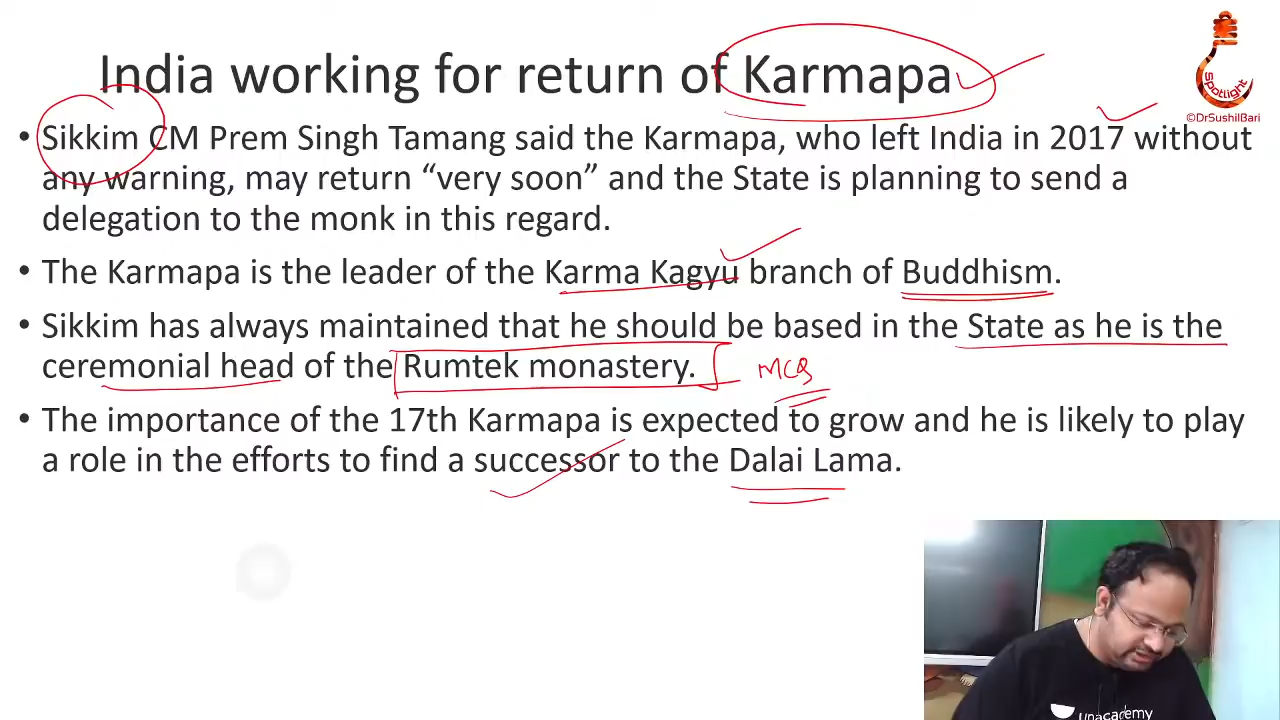 India working for return of Karmapa
Spotlight
©DrSushilBari
• Sikkim CM Prem Singh Tamang said the Karmapa, who left India in 2017 without
any warning, may return “very soon” and the State is planning to send a
delegation to the monk in this regard.
• The Karmapa is the leader of the Karma Kagyu branch of Buddhism.
• Sikkim has always maintained that he should be based in the State as he is the
ceremonial head of the Rumtek monastery.
MCQ
• The importance of the 17th Karmapa is expected to grow and he is likely to play
a role in the efforts to find a successor to the Dalai Lama.
unacademy